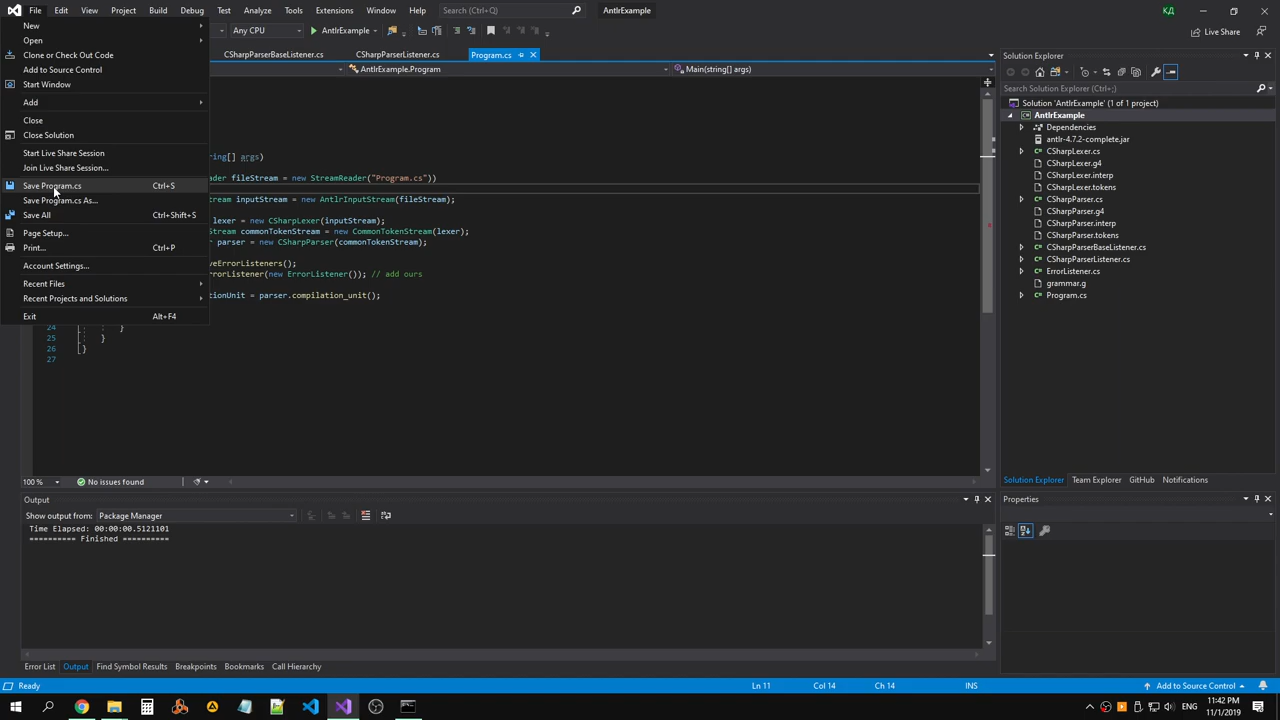 File Edit View Project Build Debug Test Analyze Tools Extensions Window Help Search (Ctrl+Q) AntlrExample КД
New
Open
Clone or Check Out Code
Add to Source Control
Start Window
Add
Close
Close Solution
Start Live Share Session
Join Live Share Session...
Save Program.cs Ctrl+S
Save Program.cs As...
Save All Ctrl+Shift+S
Page Setup...
Print... Ctrl+P
Account Settings...
Recent Files
Recent Projects and Solutions
Exit Alt+F4
Any CPU AntlrExample Live Share
CSharpParserBaseListener.cs CSharpParserListener.cs Program.cs
AntlrExample.Program Main(string[] args)
ring[] args)
ader fileStream = new StreamReader("Program.cs"))
tream inputStream = new AntlrInputStream(fileStream);
lexer = new CSharpLexer(inputStream);
Stream commonTokenStream = new CommonTokenStream(lexer);
parser = new CSharpParser(commonTokenStream);
veErrorListeners();
rorListener(new ErrorListener()); // add ours
tionUnit = parser.compilation_unit();
24 }
25 }
26 }
27
100 % No issues found
Output
Show output from: Package Manager
Time Elapsed: 00:00:00.5121101
========== Finished ==========
Error List Output Find Symbol Results Breakpoints Bookmarks Call Hierarchy
Solution Explorer
Search Solution Explorer (Ctrl+;)
Solution 'AntlrExample' (1 of 1 project)
AntlrExample
Dependencies
antlr-4.7.2-complete.jar
CSharpLexer.cs
CSharpLexer.g4
CSharpLexer.interp
CSharpLexer.tokens
CSharpParser.cs
CSharpParser.g4
CSharpParser.interp
CSharpParser.tokens
CSharpParserBaseListener.cs
CSharpParserListener.cs
ErrorListener.cs
grammar.g
Program.cs
Solution Explorer Team Explorer GitHub Notifications
Properties
Ready Ln 11 Col 14 Ch 14 INS Add to Source Control
11:42 PM
11/1/2019